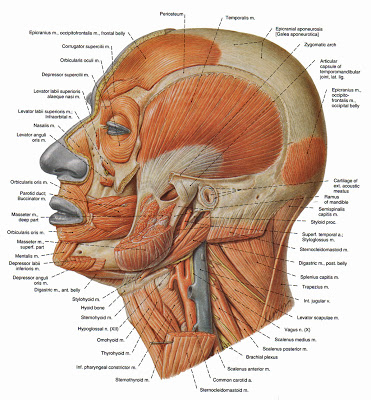 Periosteum
Temporalis m.
Epicranius m., occipitofrontalis m., frontal belly
Corrugator supercilii m.
Orbicularis oculi m.
Depressor supercilii m.
Levator labii superioris
alaeque nasi m.
Levator labii superioris m.;
Infraorbital n.
Nasalis m.
Levator anguli
oris m.
Orbicularis oris m.
Parotid duct;
Buccinator m.
Masseter m.,
deep part
Orbicularis oris m.
Masseter m.,
superf. part
Mentalis m.
Depressor labii
inferioris m.
Depressor anguli
oris m.
Digastric m., ant. belly
Stylohyoid m.
Hyoid bone
Sternohyoid m.
Hypoglossal n. [XII]
Omohyoid m.
Thyrohyoid m.
Inf. pharyngeal constrictor m.
Sternothyroid m.
Epicranial aponeurosis
[Galea aponeurotica]
Zygomatic arch
Articular
capsule of
temporomandibular
joint, lat. lig.
Epicranius m.,
occipito-
frontalis m.,
occipital belly
Cartilage of
ext. acoustic
meatus
Ramus
of mandible
Semispinalis
capitis m.
Styloid proc.
Superf. temporal a.;
Styloglossus m.
Sternocleidomastoid m.
Digastric m., post. belly
Splenius capitis m.
Trapezius m.
Int. jugular v.
Levator scapulae m.
Vagus n. [X]
Scalenus medius m.
Scalenus posterior m.
Brachial plexus
Scalenus anterior m.
Common carotid a.
Sternocleidomastoid m.